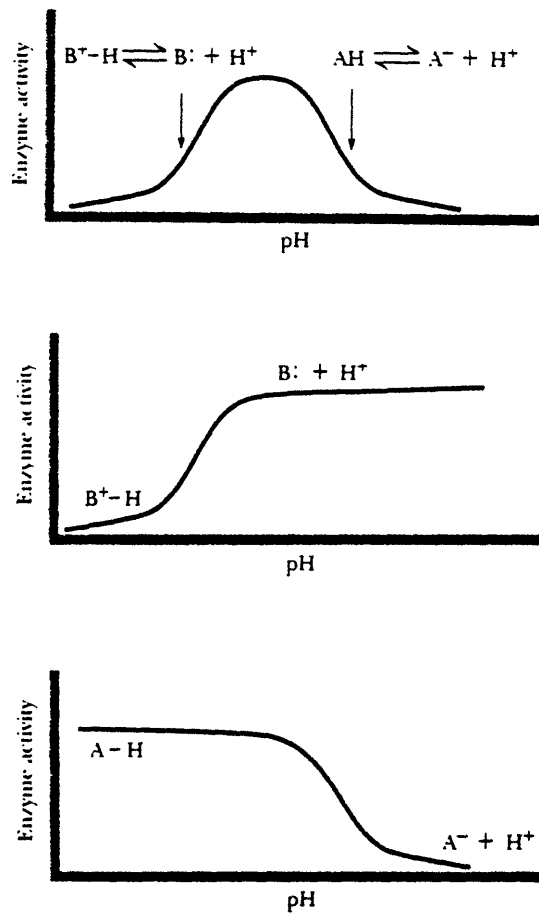 B⁺–H ⇌ B: + H⁺
AH ⇌ A⁻ + H⁺
Enzyme activity
pH
B: + H⁺
B⁺–H
Enzyme activity
pH
A–H
A⁻ + H⁺
Enzyme activity
pH